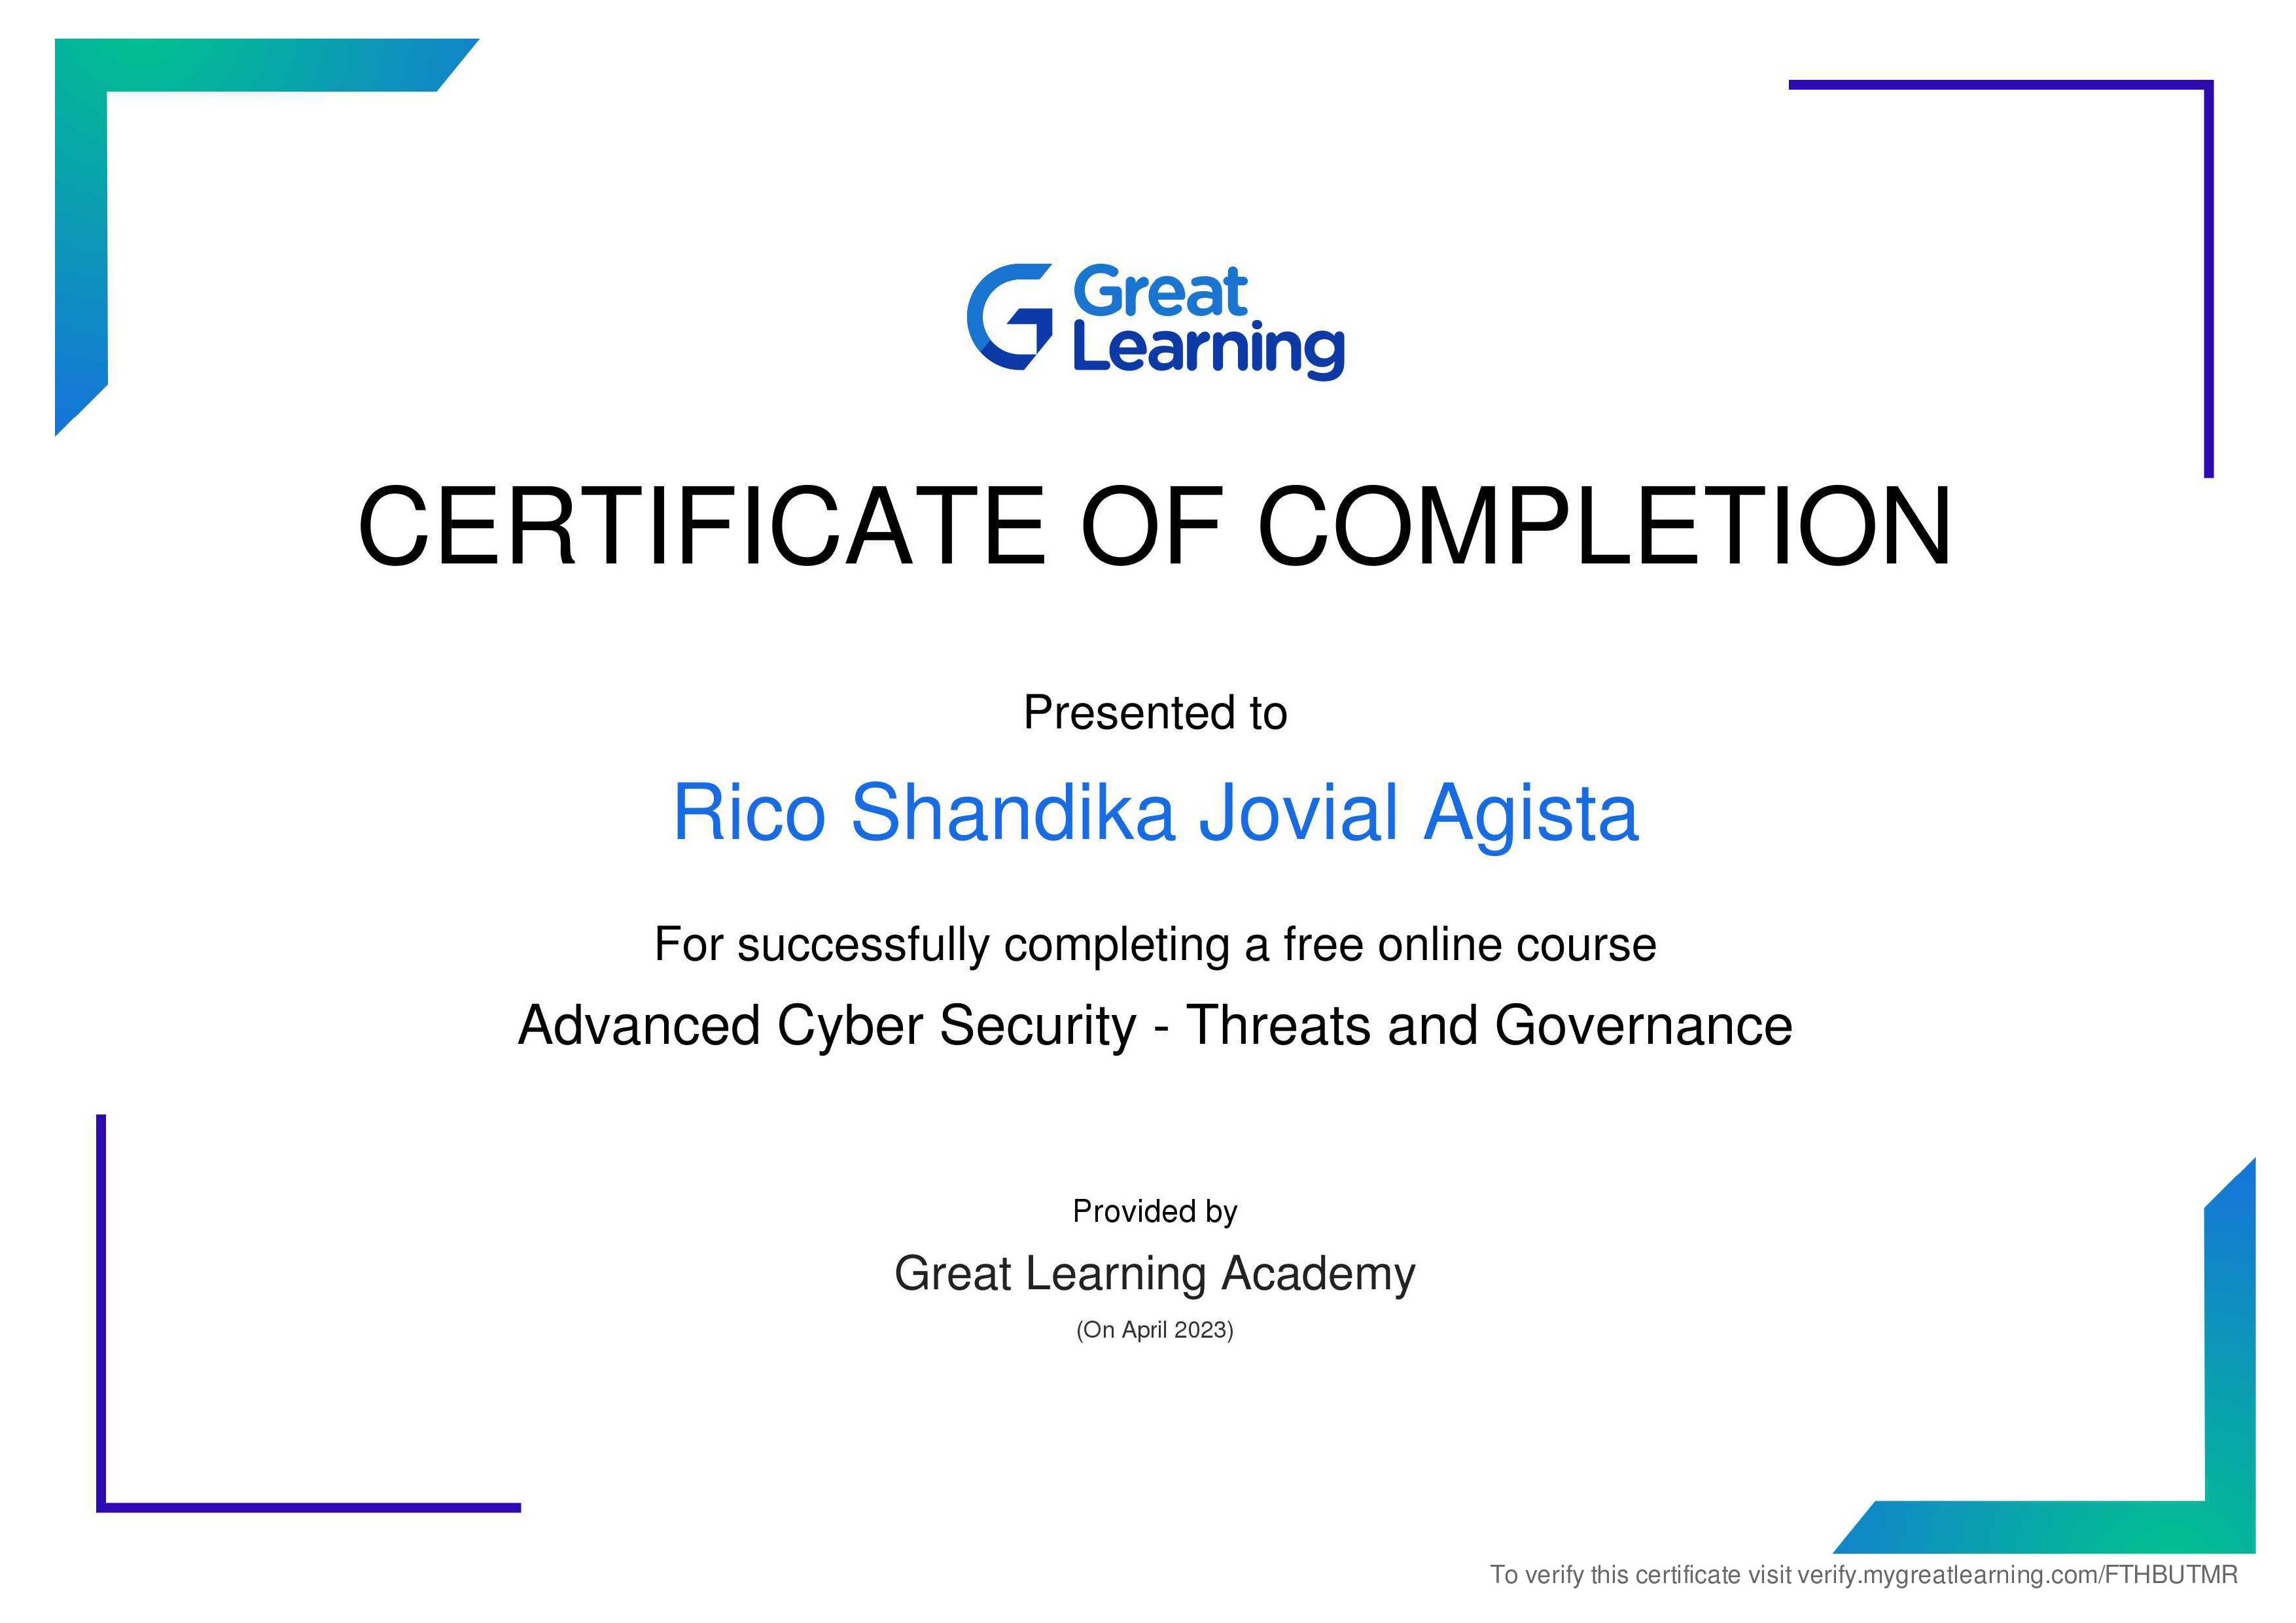 Great
Learning
CERTIFICATE OF COMPLETION
Presented to
Rico Shandika Jovial Agista
For successfully completing a free online course
Advanced Cyber Security - Threats and Governance
Provided by
Great Learning Academy
(On April 2023)
To verify this certificate visit verify.mygreatlearning.com/FTHBUTMR